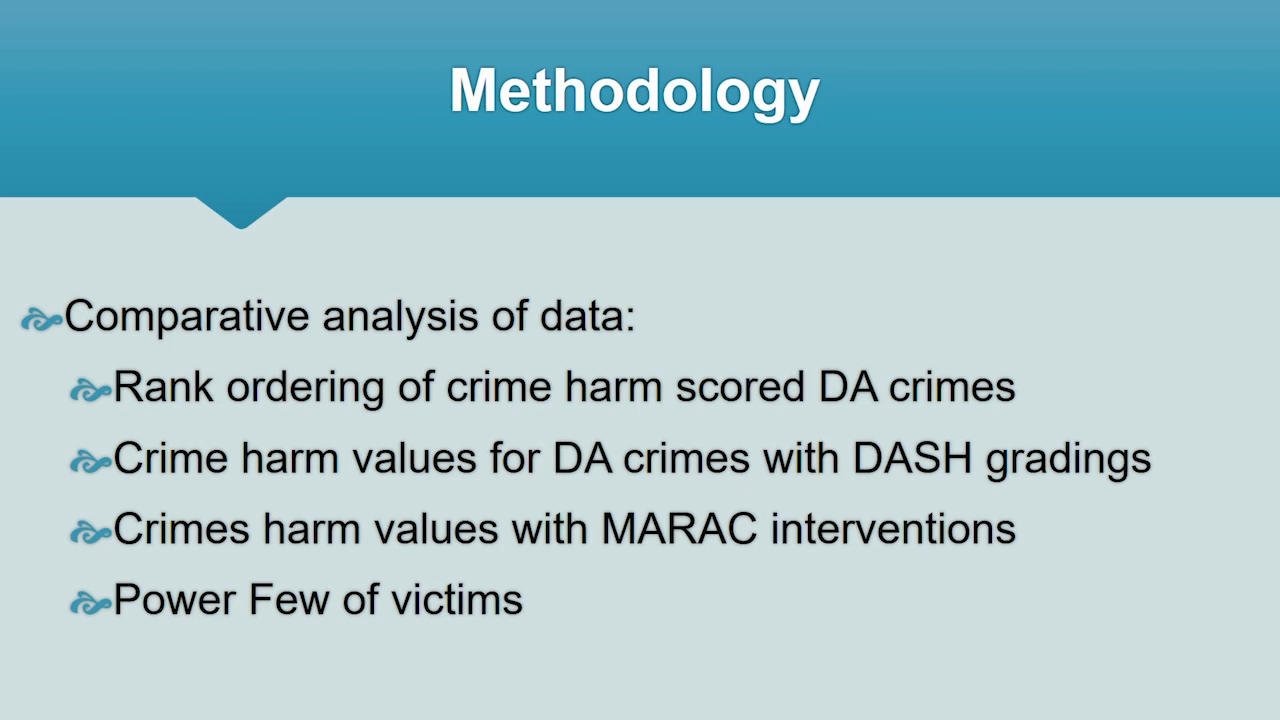 Methodology
Comparative analysis of data:
Rank ordering of crime harm scored DA crimes
Crime harm values for DA crimes with DASH gradings
Crimes harm values with MARAC interventions
Power Few of victims